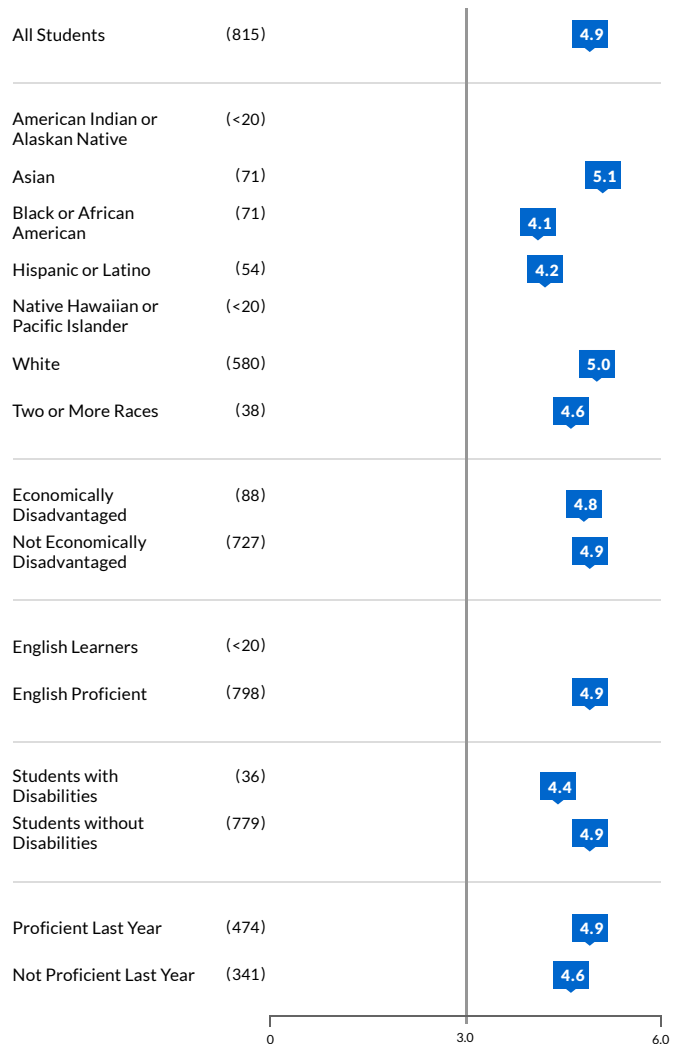 All Students (815) 4.9
American Indian or (<20)
Alaskan Native
Asian (71) 5.1
Black or African (71) 4.1
American
Hispanic or Latino (54) 4.2
Native Hawaiian or (<20)
Pacific Islander
White (580) 5.0
Two or More Races (38) 4.6
Economically (88) 4.8
Disadvantaged
Not Economically (727) 4.9
Disadvantaged
English Learners (<20)
English Proficient (798) 4.9
Students with (36) 4.4
Disabilities
Students without (779) 4.9
Disabilities
Proficient Last Year (474) 4.9
Not Proficient Last Year (341) 4.6
0 3.0 6.0